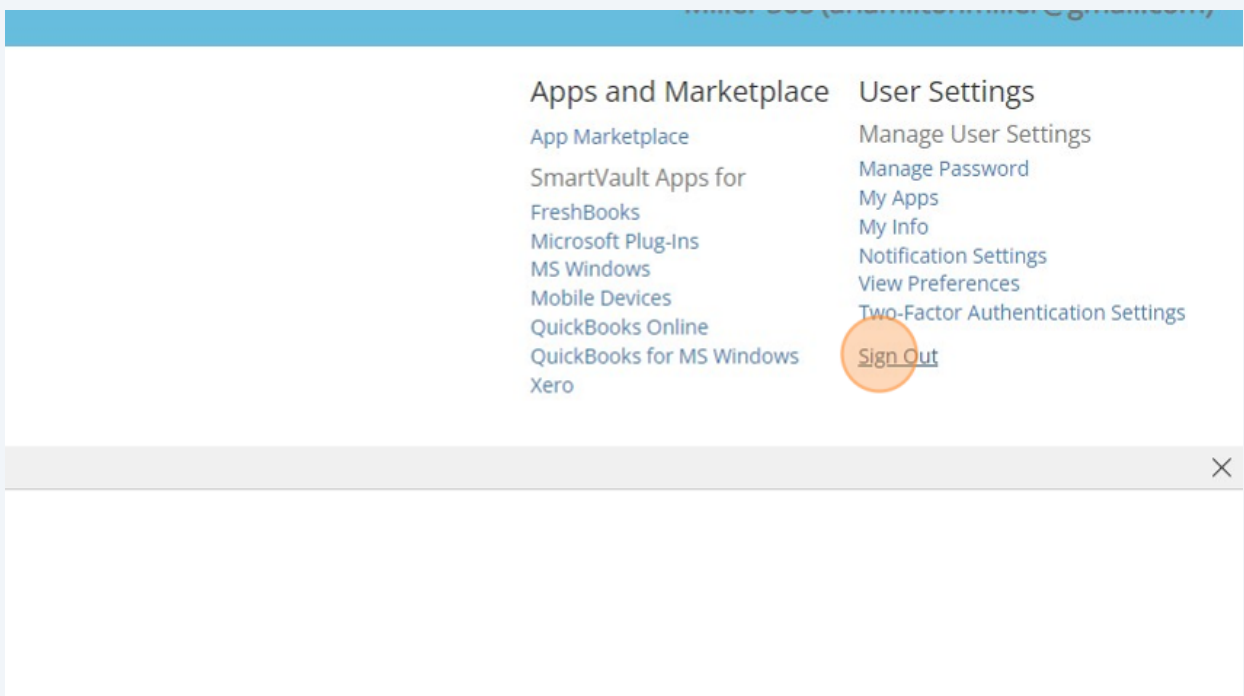 Apps and Marketplace
App Marketplace
SmartVault Apps for
FreshBooks
Microsoft Plug-Ins
MS Windows
Mobile Devices
QuickBooks Online
QuickBooks for MS Windows
Xero
User Settings
Manage User Settings
Manage Password
My Apps
My Info
Notification Settings
View Preferences
Two-Factor Authentication Settings
Sign Out